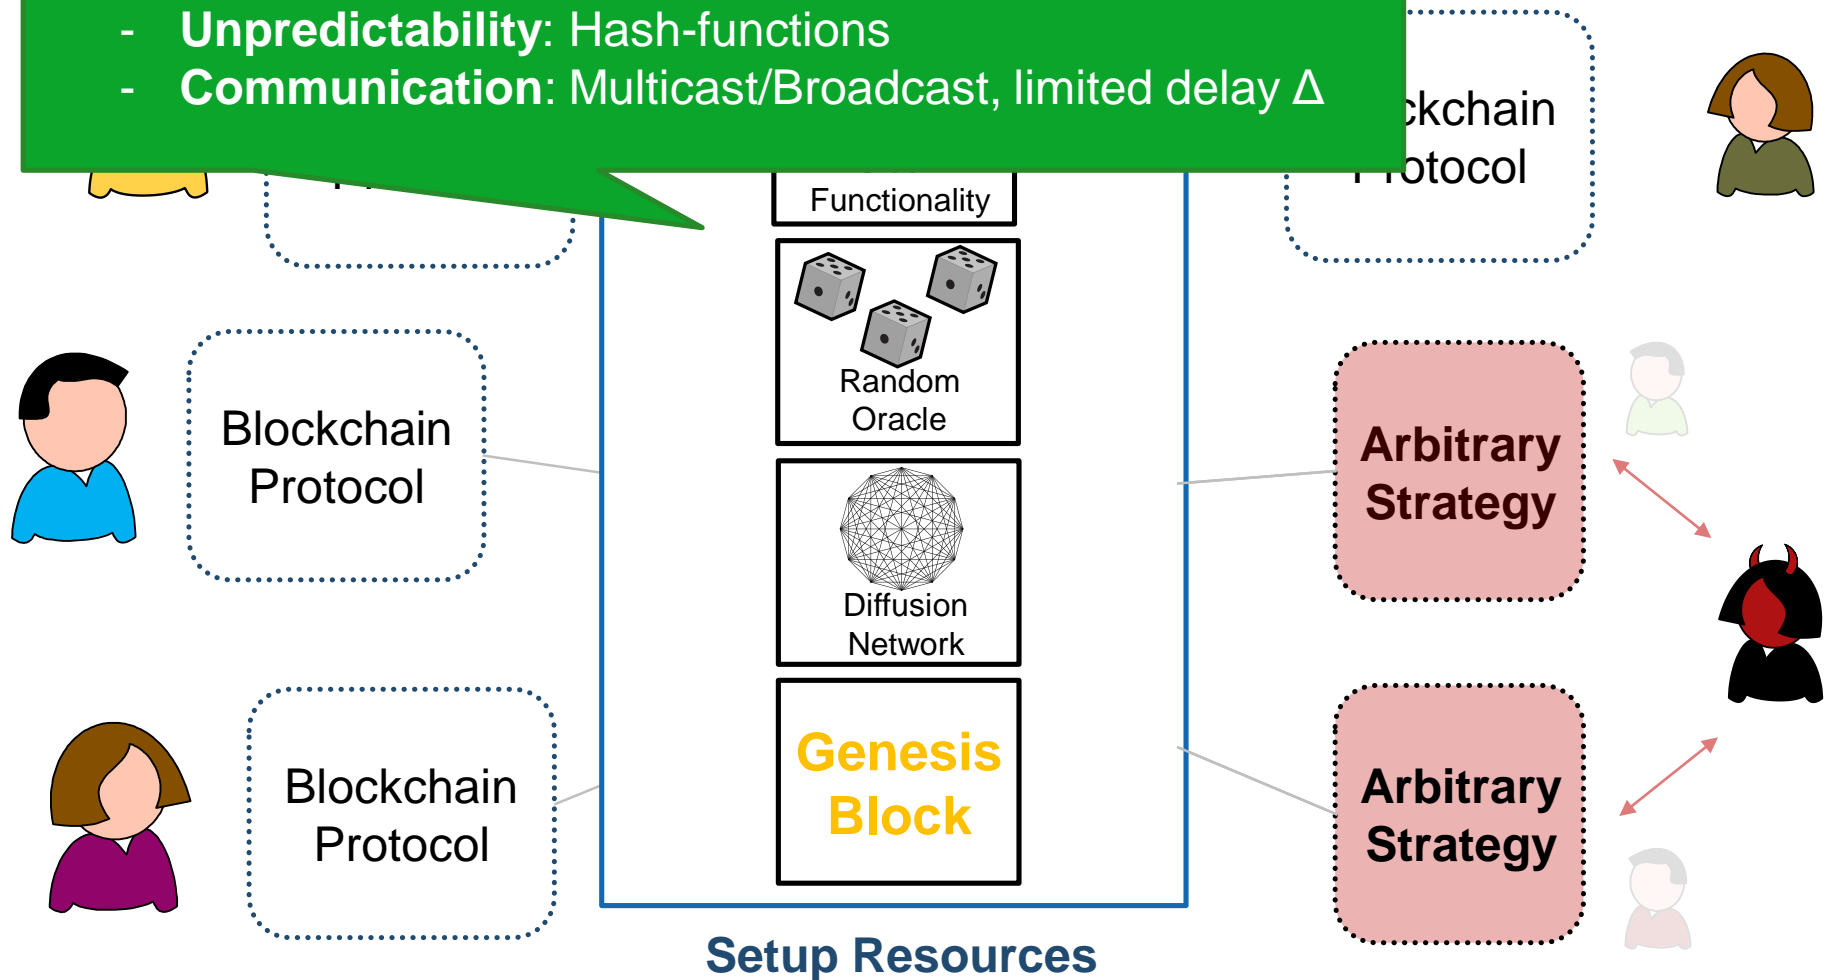 - Unpredictability: Hash-functions
- Communication: Multicast/Broadcast, limited delay Δ
ckchain
otocol
Functionality
Random
Oracle
Blockchain
Protocol
Arbitrary
Strategy
Diffusion
Network
Genesis
Block
Blockchain
Protocol
Arbitrary
Strategy
Setup Resources